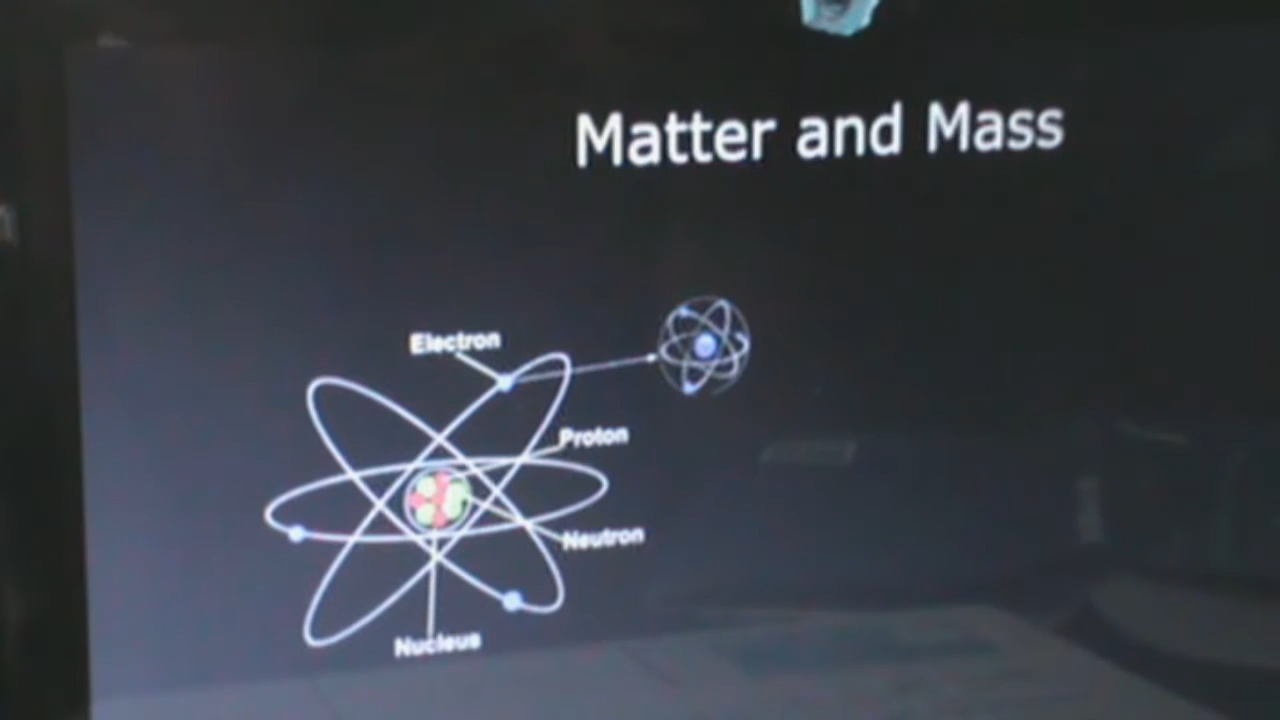 Matter and Mass
Electron
Proton
Neutron
Nucleus